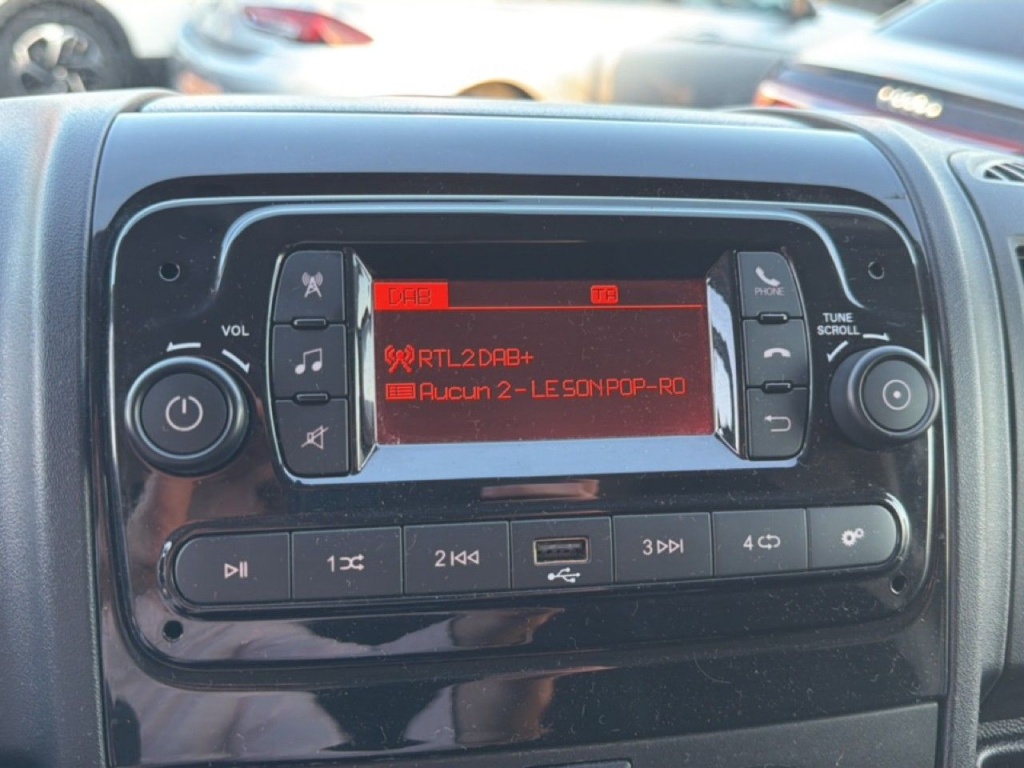 DAB TA
RTL2 DAB+
Aucun 2 - LE SON POP-RO
VOL
PHONE
TUNE
SCROLL
1
2
3
4